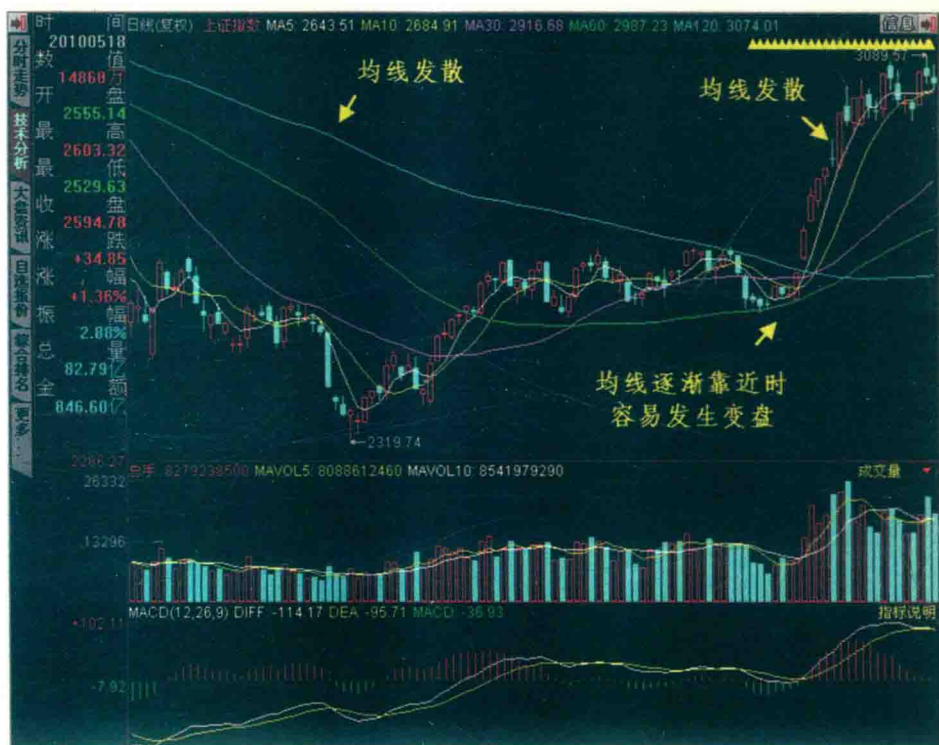 时间
20100518
数值
14868万
开盘
2555.14
最高
2603.32
最低
2529.63
收盘
2594.78
涨跌
+34.85
涨幅
+1.36%
振幅
2.88%
总量
82.79亿
金额
846.60亿
分时走势
技术分析
大盘资讯
自选报价
综合排名
更多...
日线(复权) 上证指数 MA5: 2643.51 MA10: 2684.91 MA30: 2916.68 MA60: 2987.23 MA120: 3074.01
信息
3089.57
均线发散
均线发散
均线逐渐靠近时
容易发生变盘
2319.74
2286.27
总手: 8279238500 MAVOL5: 8088612460 MAVOL10: 8541979290
成交量
26332
13296
MACD(12,26,9) DIFF: -114.17 DEA: -95.71 MACD: -36.93
指标说明
+102.11
-7.92